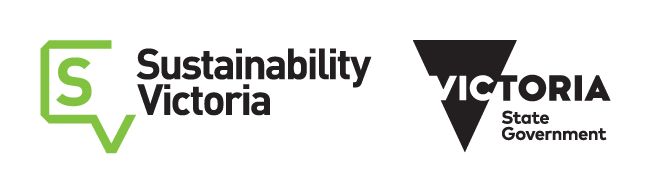 S
V
Sustainability
Victoria
VICTORIA
State
Government